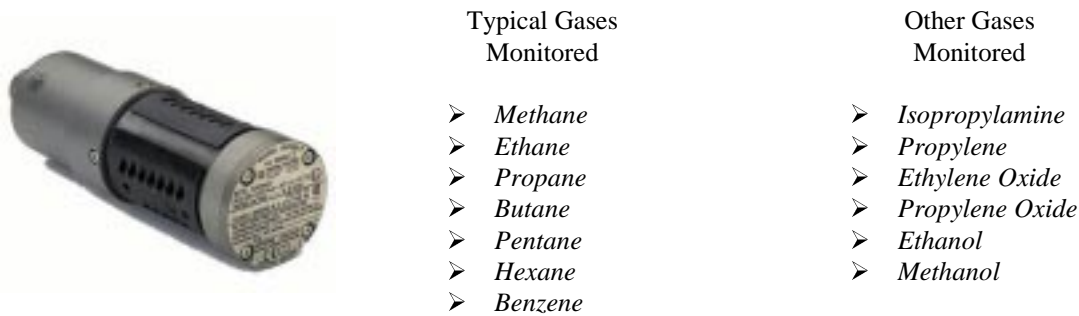 Typical Gases
Monitored
➢ Methane
➢ Ethane
➢ Propane
➢ Butane
➢ Pentane
➢ Hexane
➢ Benzene
Other Gases
Monitored
➢ Isopropylamine
➢ Propylene
➢ Ethylene Oxide
➢ Propylene Oxide
➢ Ethanol
➢ Methanol